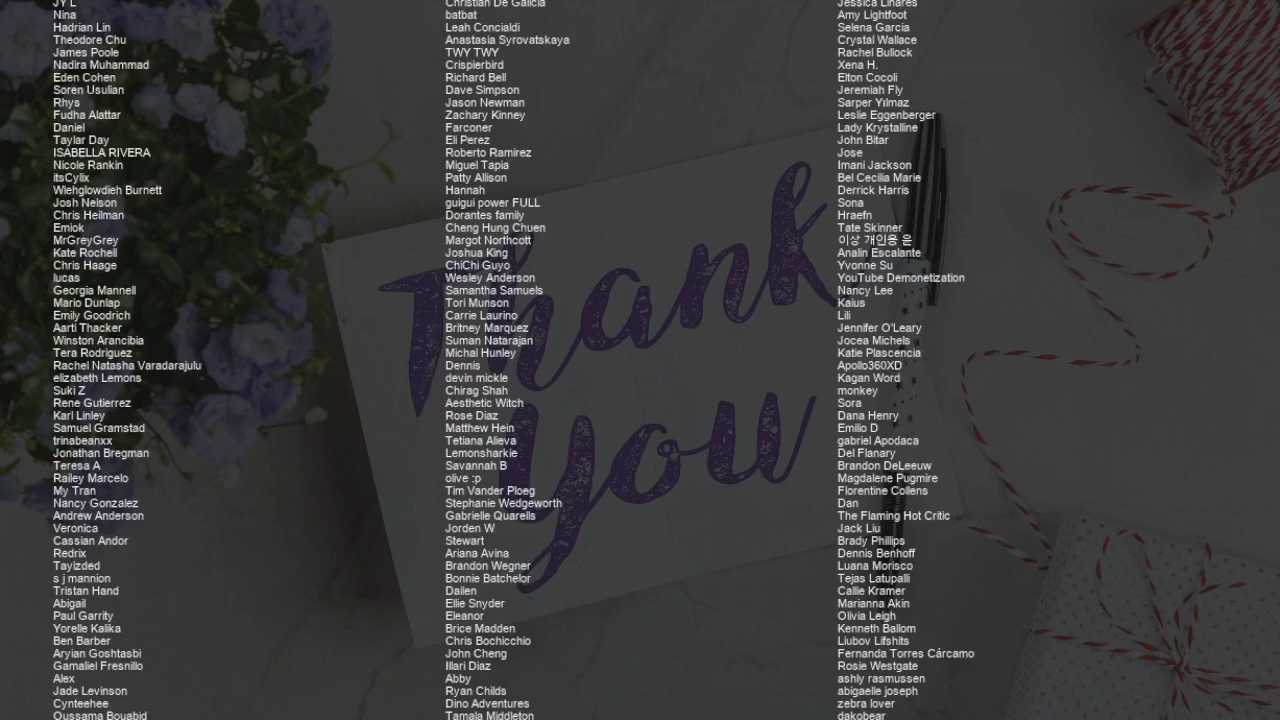 JY L
Nina
Hadrian Lin
Theodore Chu
James Poole
Nadira Muhammad
Eden Cohen
Soren Usulian
Rhys
Fudha Alattar
Daniel
Taylar Day
ISABELLA RIVERA
Nicole Rankin
itsCylix
Wiehglowdieh Burnett
Josh Nelson
Chris Heilman
Emiok
MrGreyGrey
Kate Rochell
Chris Haage
lucas
Georgia Mannell
Mario Dunlap
Emily Goodrich
Aarti Thacker
Winston Arancibia
Tera Rodriguez
Rachel Natasha Varadarajulu
elizabeth Lemons
Suki Z
Rene Gutierrez
Karl Linley
Samuel Gramstad
trinabeanxx
Jonathan Bregman
Teresa A
Railey Marcelo
My Tran
Nancy Gonzalez
Andrew Anderson
Veronica
Cassian Andor
Redrix
Tayizded
s j mannion
Tristan Hand
Abigail
Paul Garrity
Yorelle Kalika
Ben Barber
Aryian Goshtasbi
Gamaliel Fresnillo
Alex
Jade Levinson
Cynteehee
Oussama Bouabid
Christian De Galicia
batbat
Leah Concialdi
Anastasia Syrovatskaya
TWY TWY
Crispierbird
Richard Bell
Dave Simpson
Jason Newman
Zachary Kinney
Farconer
Eli Perez
Roberto Ramirez
Miguel Tapia
Patty Allison
Hannah
guigui power FULL
Dorantes family
Cheng Hung Chuen
Margot Northcott
Joshua King
ChiChi Guyo
Wesley Anderson
Samantha Samuels
Tori Munson
Carrie Laurino
Britney Marquez
Suman Natarajan
Michal Hunley
Dennis
devin mickle
Chirag Shah
Aesthetic Witch
Rose Diaz
Matthew Hein
Tetiana Alieva
Lemonsharkie
Savannah B
olive :p
Tim Vander Ploeg
Stephanie Wedgeworth
Gabrielle Quarells
Jorden W
Stewart
Ariana Avina
Brandon Wegner
Bonnie Batchelor
Dallen
Ellie Snyder
Eleanor
Brice Madden
Chris Bochicchio
John Cheng
Illari Diaz
Abby
Ryan Childs
Dino Adventures
Tamala Middleton
Jessica Linares
Amy Lightfoot
Selena Garcia
Crystal Wallace
Rachel Bullock
Xena H.
Elton Cocoli
Jeremiah Fly
Sarper Yılmaz
Leslie Eggenberger
Lady Krystalline
John Bitar
Jose
Imani Jackson
Bel Cecilia Marie
Derrick Harris
Sona
Hraefn
Tate Skinner
이상 개인용 윤
Analin Escalante
Yvonne Su
YouTube Demonetization
Nancy Lee
Kaius
Lili
Jennifer O'Leary
Jocea Michels
Katie Plascencia
Apollo360XD
Kagan Word
monkey
Sora
Dana Henry
Emilio D
gabriel Apodaca
Del Flanary
Brandon DeLeeuw
Magdalene Pugmire
Florentine Collens
Dan
The Flaming Hot Critic
Jack Liu
Brady Phillips
Dennis Benhoff
Luana Morisco
Tejas Latupalli
Callie Kramer
Marianna Akin
Olivia Leigh
Kenneth Ballom
Liubov Lifshits
Fernanda Torres Cárcamo
Rosie Westgate
ashly rasmussen
abigaelle joseph
zebra lover
dakobear
Thank
you